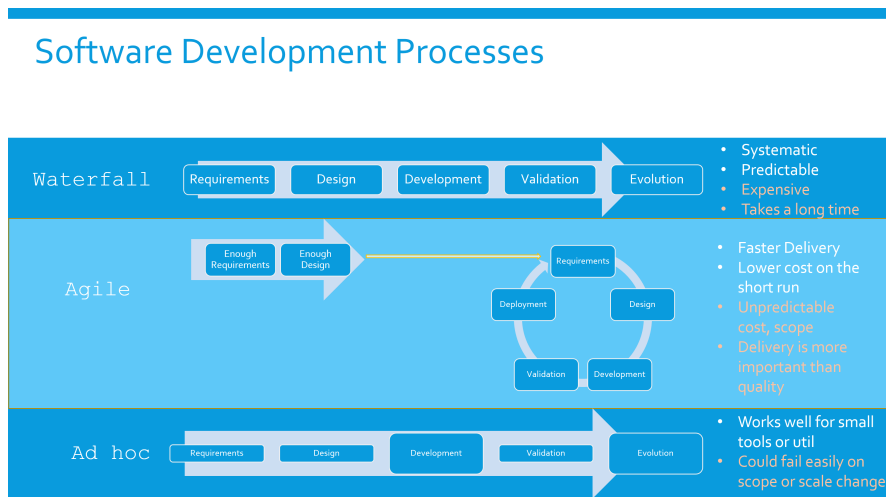 Software Development Processes
Waterfall
Requirements
Design
Development
Validation
Evolution
• Systematic
• Predictable
• Expensive
• Takes a long time
Agile
Enough
Requirements
Enough
Design
Requirements
Design
Development
Validation
Deployment
• Faster Delivery
• Lower cost on the
short run
• Unpredictable
cost, scope
• Delivery is more
important than
quality
Ad hoc
Requirements
Design
Development
Validation
Evolution
• Works well for small
tools or util
• Could fail easily on
scope or scale change